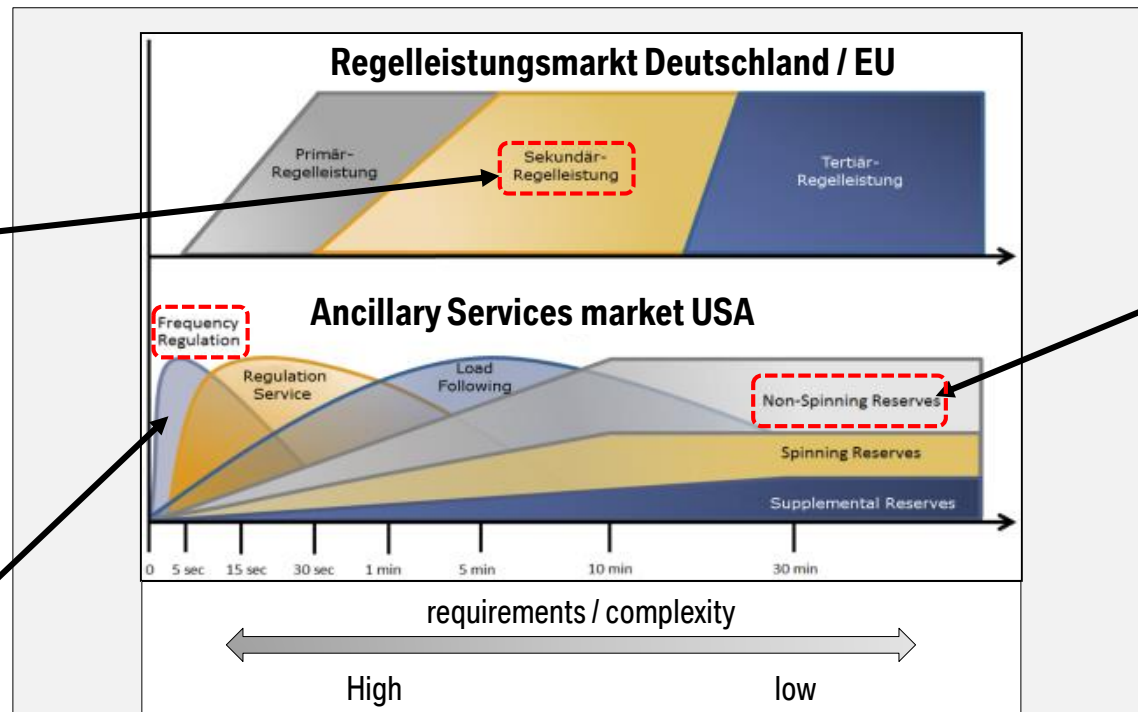 Regelleistungsmarkt Deutschland / EU
Primär-
Regelleistung
Sekundär-
Regelleistung
Tertiär-
Regelleistung
Ancillary Services market USA
Frequency
Regulation
Regulation
Service
Load
Following
Non-Spinning Reserves
Spinning Reserves
Supplemental Reserves
0 5 sec 15 sec 30 sec 1 min 5 min 10 min 30 min
requirements / complexity
High low